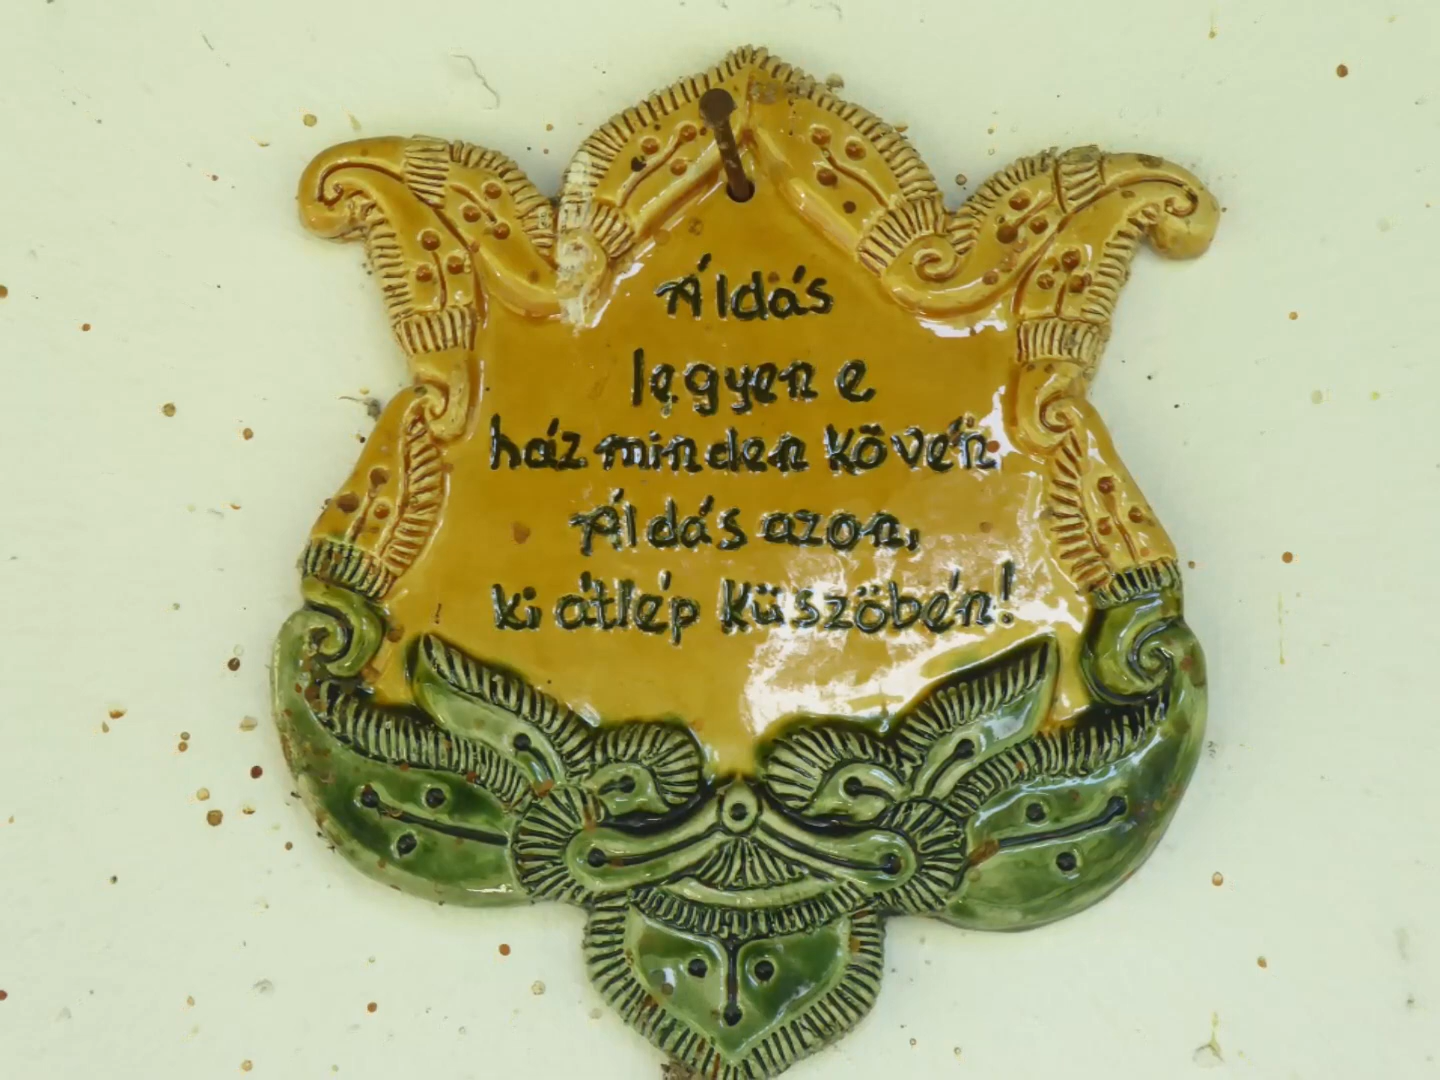 Áldás
legyen e
ház minden kövén
Áldás azon,
ki átlép küszöbén!